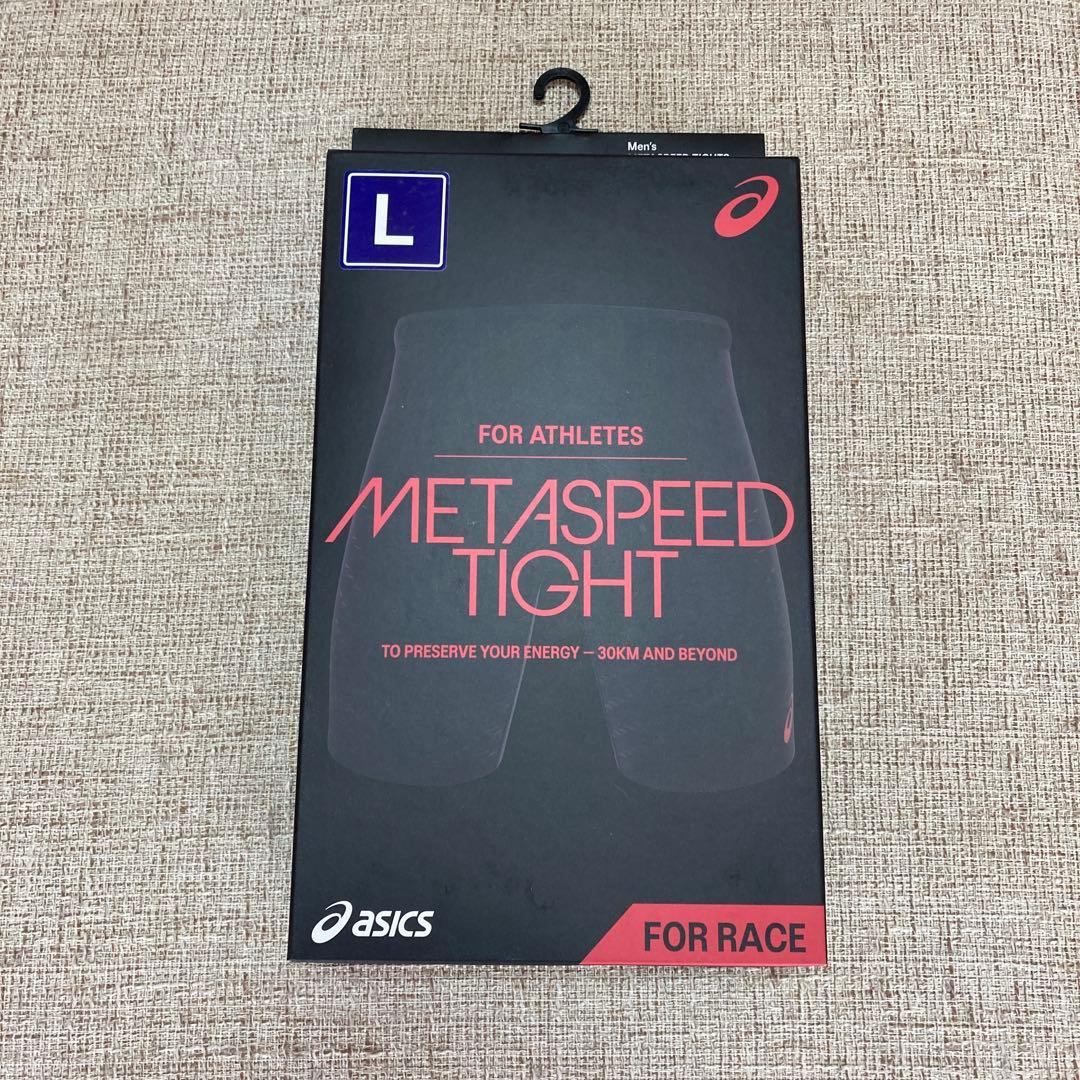 Men's
L
FOR ATHLETES
METASPEED
TIGHT
TO PRESERVE YOUR ENERGY – 30KM AND BEYOND
asics
FOR RACE